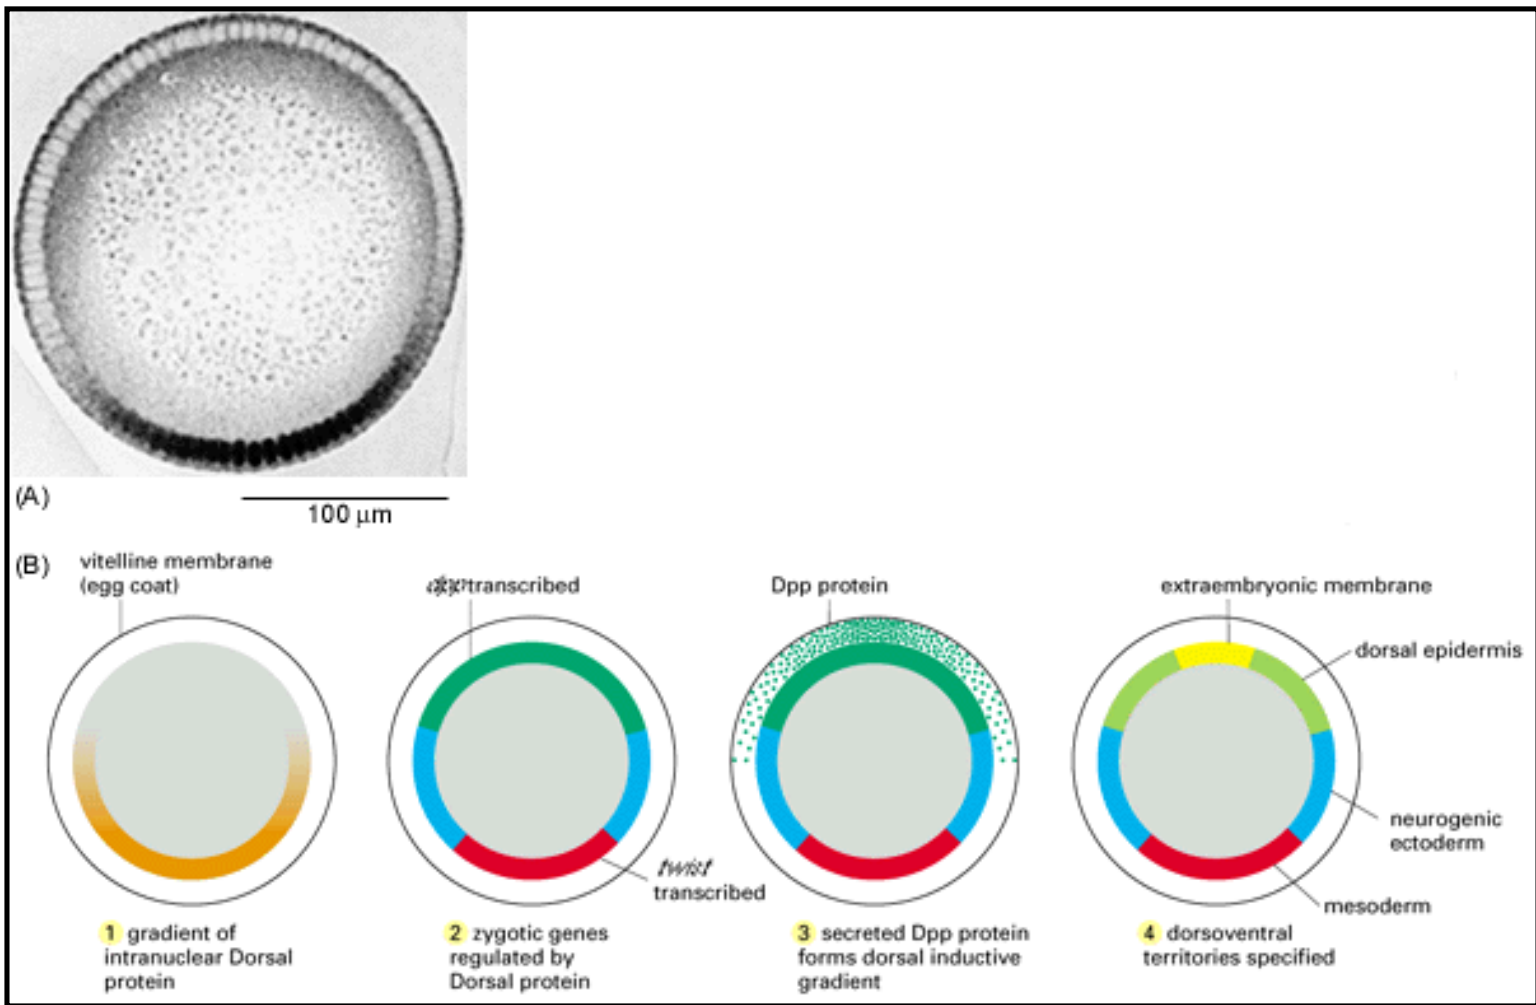 (A)
100 μm
(B)
vitelline membrane
(egg coat)
transcribed
Dpp protein
extraembryonic membrane
dorsal epidermis
neurogenic
ectoderm
twist
transcribed
mesoderm
1 gradient of
intranuclear Dorsal
protein
2 zygotic genes
regulated by
Dorsal protein
3 secreted Dpp protein
forms dorsal inductive
gradient
4 dorsoventral
territories specified